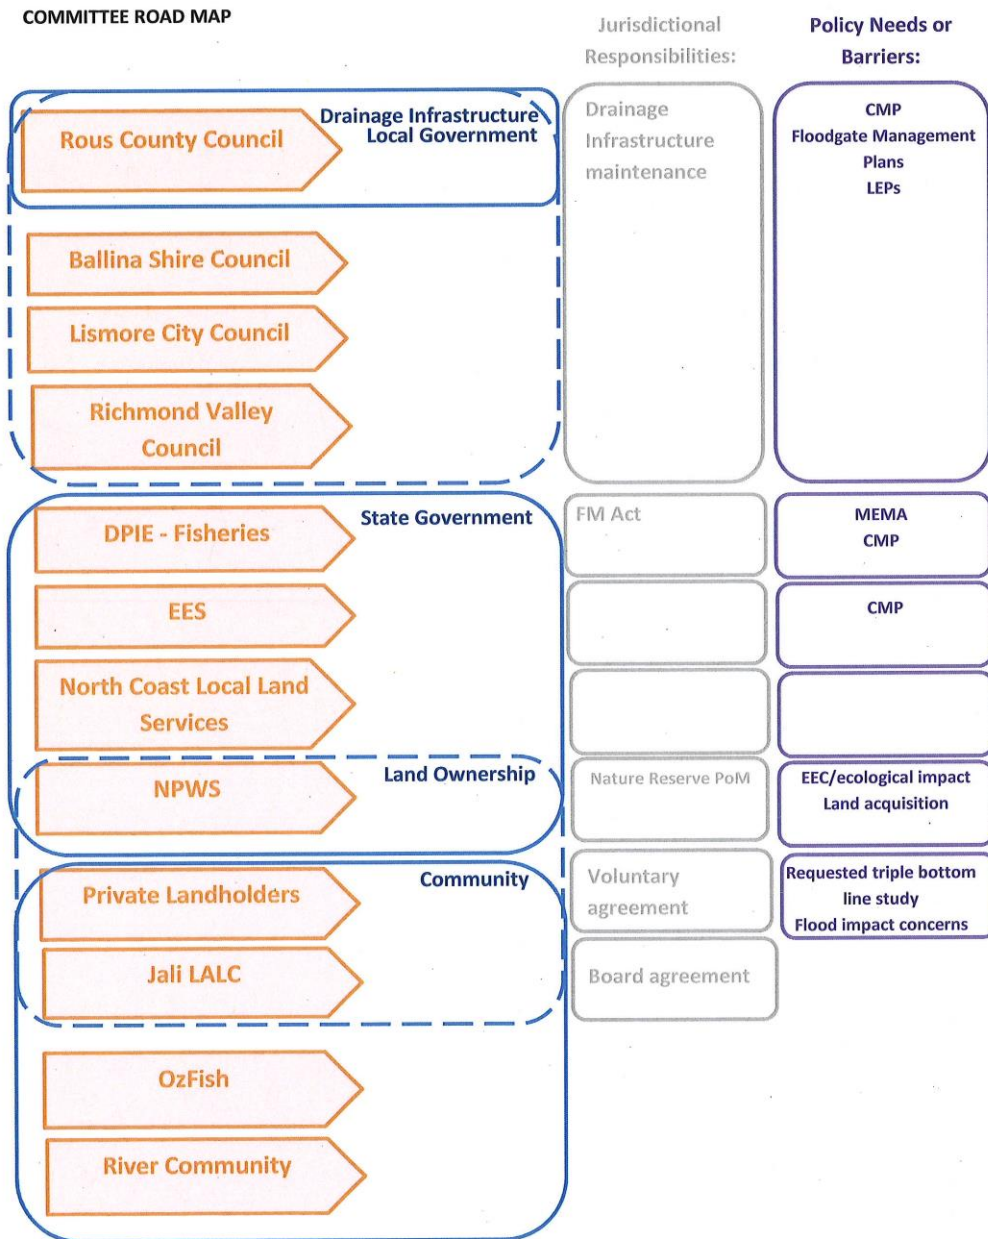 COMMITTEE ROAD MAP
Jurisdictional
Responsibilities:
Policy Needs or
Barriers:
Drainage Infrastructure
Local Government
Rous County Council
Ballina Shire Council
Lismore City Council
Richmond Valley
Council
Drainage
Infrastructure
maintenance
CMP
Floodgate Management
Plans
LEPs
State Government
DPIE - Fisheries
FM Act
MEMA
CMP
EES
CMP
North Coast Local Land
Services
Land Ownership
NPWS
Nature Reserve PoM
EEC/ecological impact
Land acquisition
Community
Private Landholders
Voluntary
agreement
Requested triple bottom
line study
Flood impact concerns
Jali LALC
Board agreement
OzFish
River Community